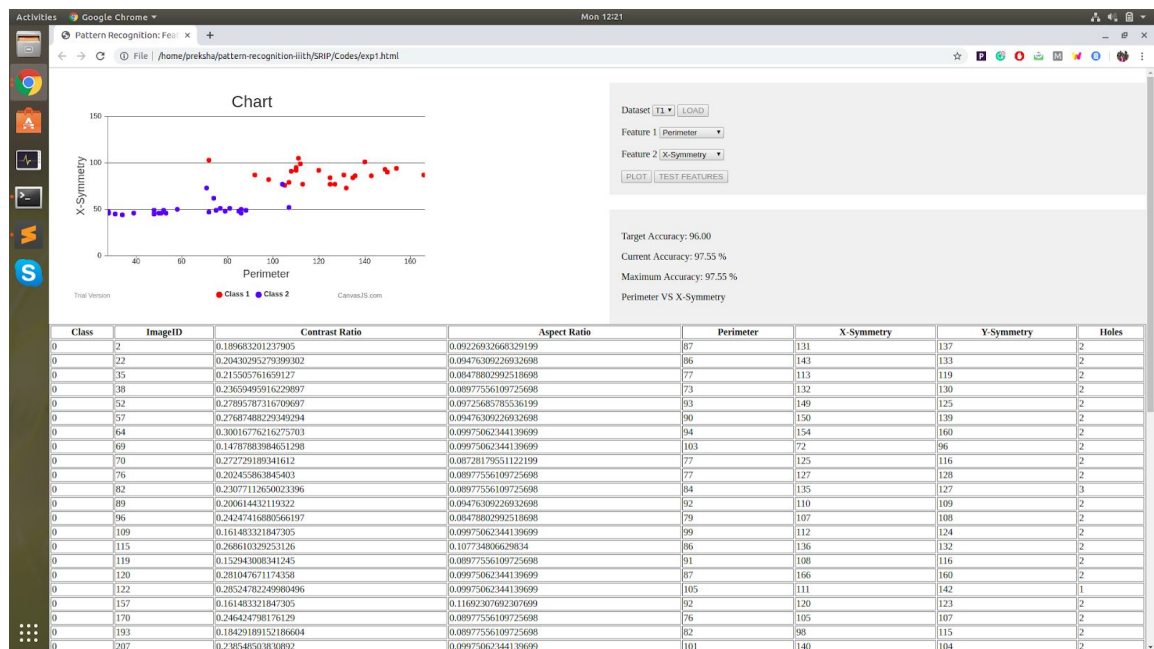 Activities Google Chrome ▾ Mon 12:21
Pattern Recognition: Feat × +
File | /home/preksha/pattern-recognition-iiith/SRIP/Codes/exp1.html
Chart
150
100
50
0
X-Symmetry
40 60 80 100 120 140 160
Perimeter
Trial Version Class 1 Class 2 CanvasJS.com
Dataset T1 LOAD
Feature 1 Perimeter
Feature 2 X-Symmetry
PLOT TEST FEATURES
Target Accuracy: 96.00
Current Accuracy: 97.55 %
Maximum Accuracy: 97.55 %
Perimeter VS X-Symmetry
Class ImageID Contrast Ratio Aspect Ratio Perimeter X-Symmetry Y-Symmetry Holes
0 2 0.189683201237905 0.09226932668329199 87 131 137 2
0 22 0.20430295279399302 0.09476309226932698 86 143 133 2
0 35 0.215505761659127 0.08478802992518698 77 113 119 2
0 38 0.23659495916229897 0.08977556109725698 73 132 130 2
0 52 0.27895787316709697 0.09725685785536199 93 149 125 2
0 57 0.27687488229349294 0.09476309226932698 90 150 139 2
0 64 0.30016776216275703 0.09975062344139699 94 154 160 2
0 69 0.14787883984651298 0.09975062344139699 103 72 96 2
0 70 0.272729189341612 0.08728179551122199 77 125 116 2
0 76 0.202455863845403 0.08977556109725698 77 127 128 2
0 82 0.23077112650023396 0.08977556109725698 84 135 127 3
0 89 0.200614432119322 0.09476309226932698 92 110 109 2
0 96 0.24247416880566197 0.08478802992518698 79 107 108 2
0 109 0.161483321847305 0.09975062344139699 99 112 124 2
0 115 0.268610329253126 0.107734806629834 86 136 132 2
0 119 0.152943008341245 0.08977556109725698 91 108 116 2
0 120 0.281047671174358 0.09975062344139699 87 166 160 2
0 122 0.28524782249980496 0.09975062344139699 105 111 142 1
0 157 0.161483321847305 0.11692307692307699 92 120 123 2
0 170 0.246424798176129 0.08977556109725698 76 105 107 2
0 193 0.18429189152186604 0.08977556109725698 82 98 115 2
0 207 0.238548503830892 0.09975062344139699 101 140 104 2